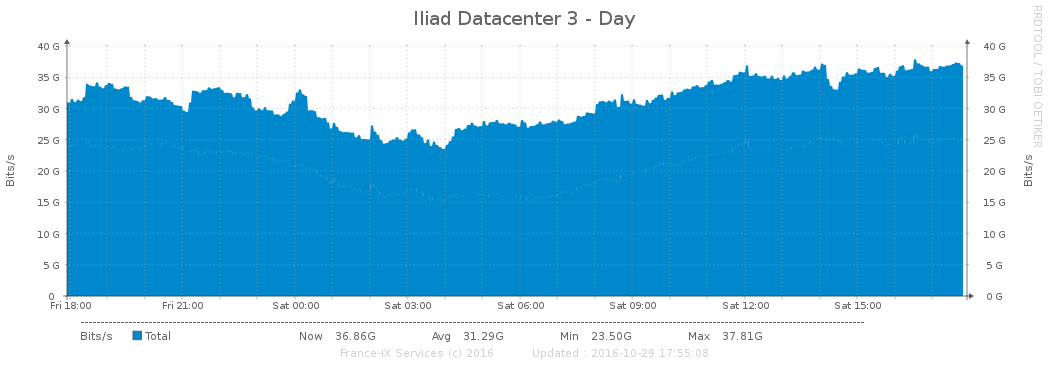 Iliad Datacenter 3 - Day
RRDTOOL / TOBI OETIKER
40 G 40 G
35 G 35 G
30 G 30 G
25 G 25 G
20 G 20 G
15 G 15 G
10 G 10 G
5 G 5 G
0 0 G
Bits/s Bits/s
Fri 18:00 Fri 21:00 Sat 00:00 Sat 03:00 Sat 06:00 Sat 09:00 Sat 12:00 Sat 15:00
Bits/s Total Now 36.86G Avg 31.29G Min 23.50G Max 37.81G
France-IX Services (c) 2016 Updated : 2016-10-29 17:55:08